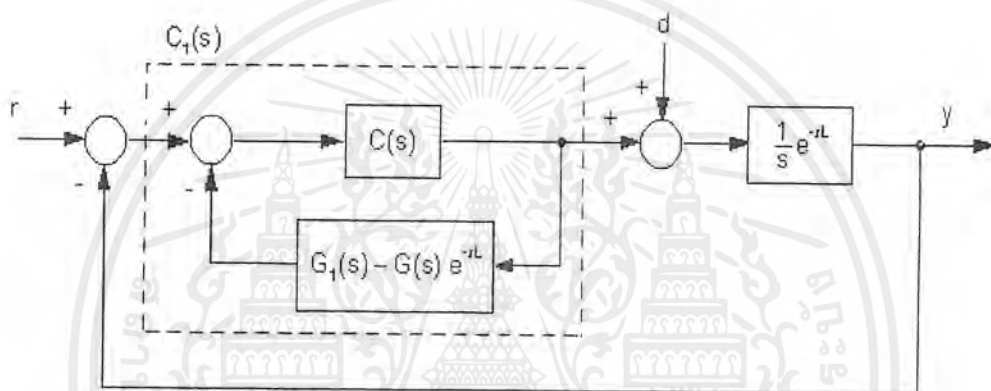 C₁(s)
d
r
+
+
+
+
y
C(s)
1/s e⁻ˢᴸ
-
-
G₁(s) – G(s) e⁻ˢᴸ